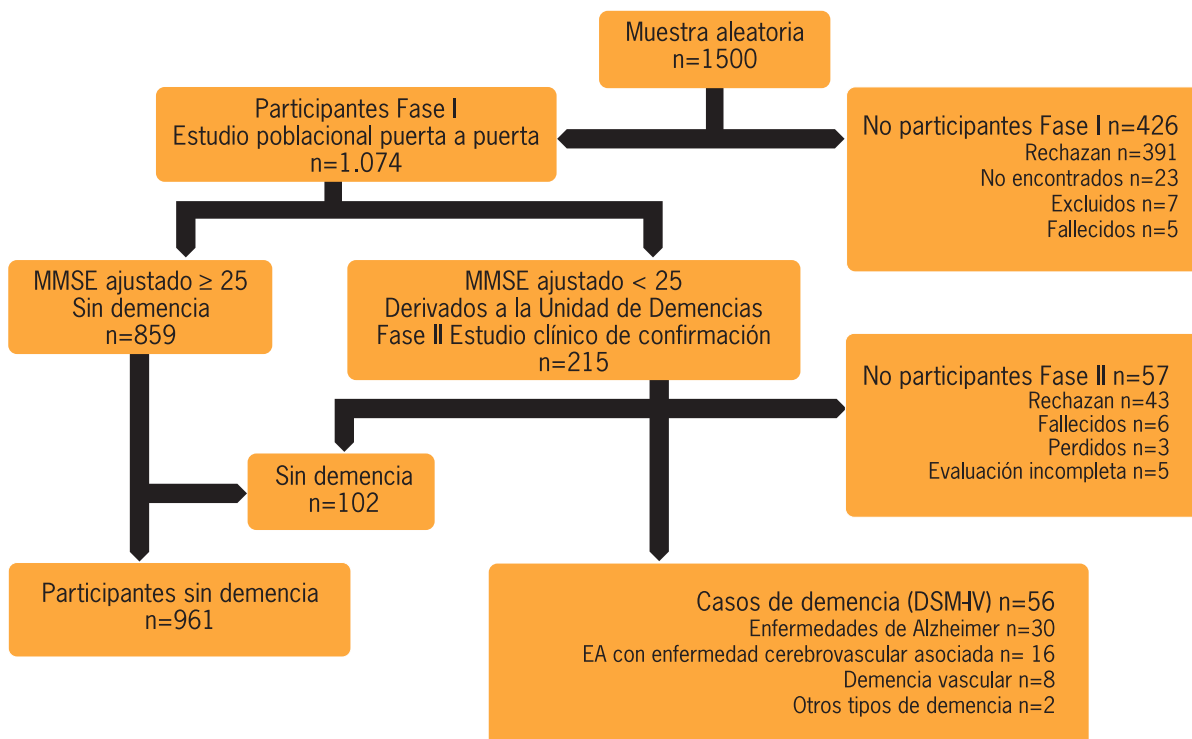 Muestra aleatoria
n=1500
Participantes Fase I
Estudio poblacional puerta a puerta
n=1.074
No participantes Fase I n=426
Rechazan n=391
No encontrados n=23
Excluidos n=7
Fallecidos n=5
MMSE ajustado ≥ 25
Sin demencia
n=859
MMSE ajustado < 25
Derivados a la Unidad de Demencias
Fase II Estudio clínico de confirmación
n=215
No participantes Fase II n=57
Rechazan n=43
Fallecidos n=6
Perdidos n=3
Evaluación incompleta n=5
Sin demencia
n=102
Participantes sin demencia
n=961
Casos de demencia (DSM-IV) n=56
Enfermedades de Alzheimer n=30
EA con enfermedad cerebrovascular asociada n= 16
Demencia vascular n=8
Otros tipos de demencia n=2